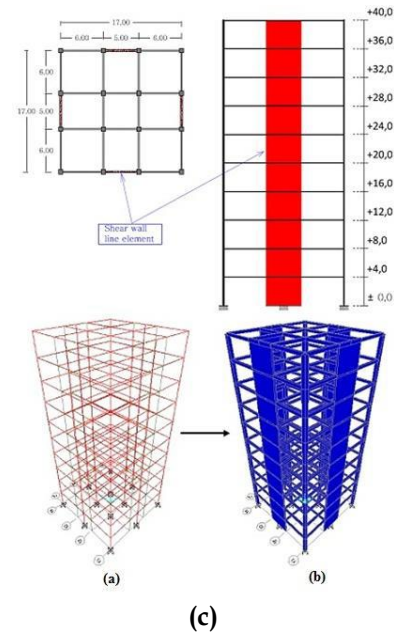 17.00
6.00 5.00 6.00
6.00
5.00
6.00
17.00
Shear wall
line element
+40,0
+36,0
+32,0
+28,0
+24,0
+20,0
+16,0
+12,0
+8,0
+4,0
± 0,0
(a)
(b)
(c)